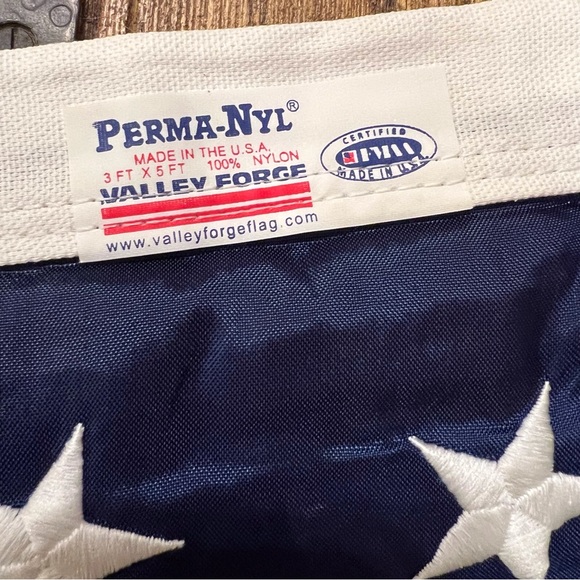 PERMA-NYL®
MADE IN THE U.S.A.
3 FT X 5 FT 100% NYLON
VALLEY FORGE
www.valleyforgeflag.com
CERTIFIED
MADE IN U.S.A.